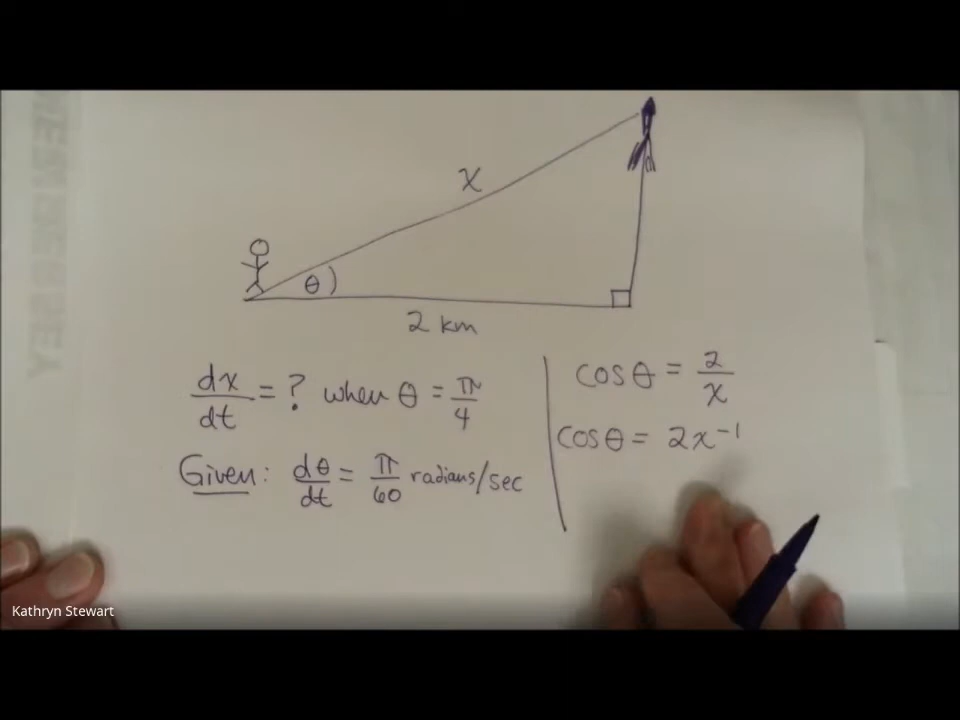 x
θ
2 km
dx/dt = ? when θ = π/4
Given: dθ/dt = π/60 radians/sec
cos θ = 2/x
cos θ = 2x⁻¹
Kathryn Stewart